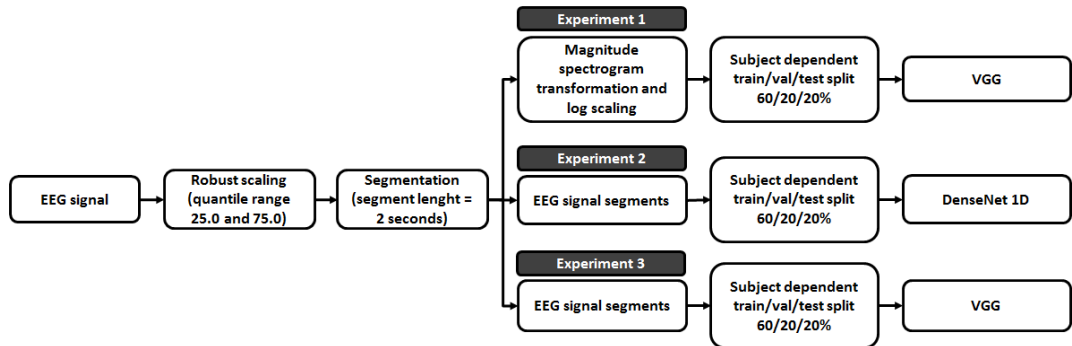 EEG signal
Robust scaling
(quantile range
25.0 and 75.0)
Segmentation
(segment lenght =
2 seconds)
Experiment 1
Magnitude
spectrogram
transformation and
log scaling
Subject dependent
train/val/test split
60/20/20%
VGG
Experiment 2
EEG signal segments
Subject dependent
train/val/test split
60/20/20%
DenseNet 1D
Experiment 3
EEG signal segments
Subject dependent
train/val/test split
60/20/20%
VGG